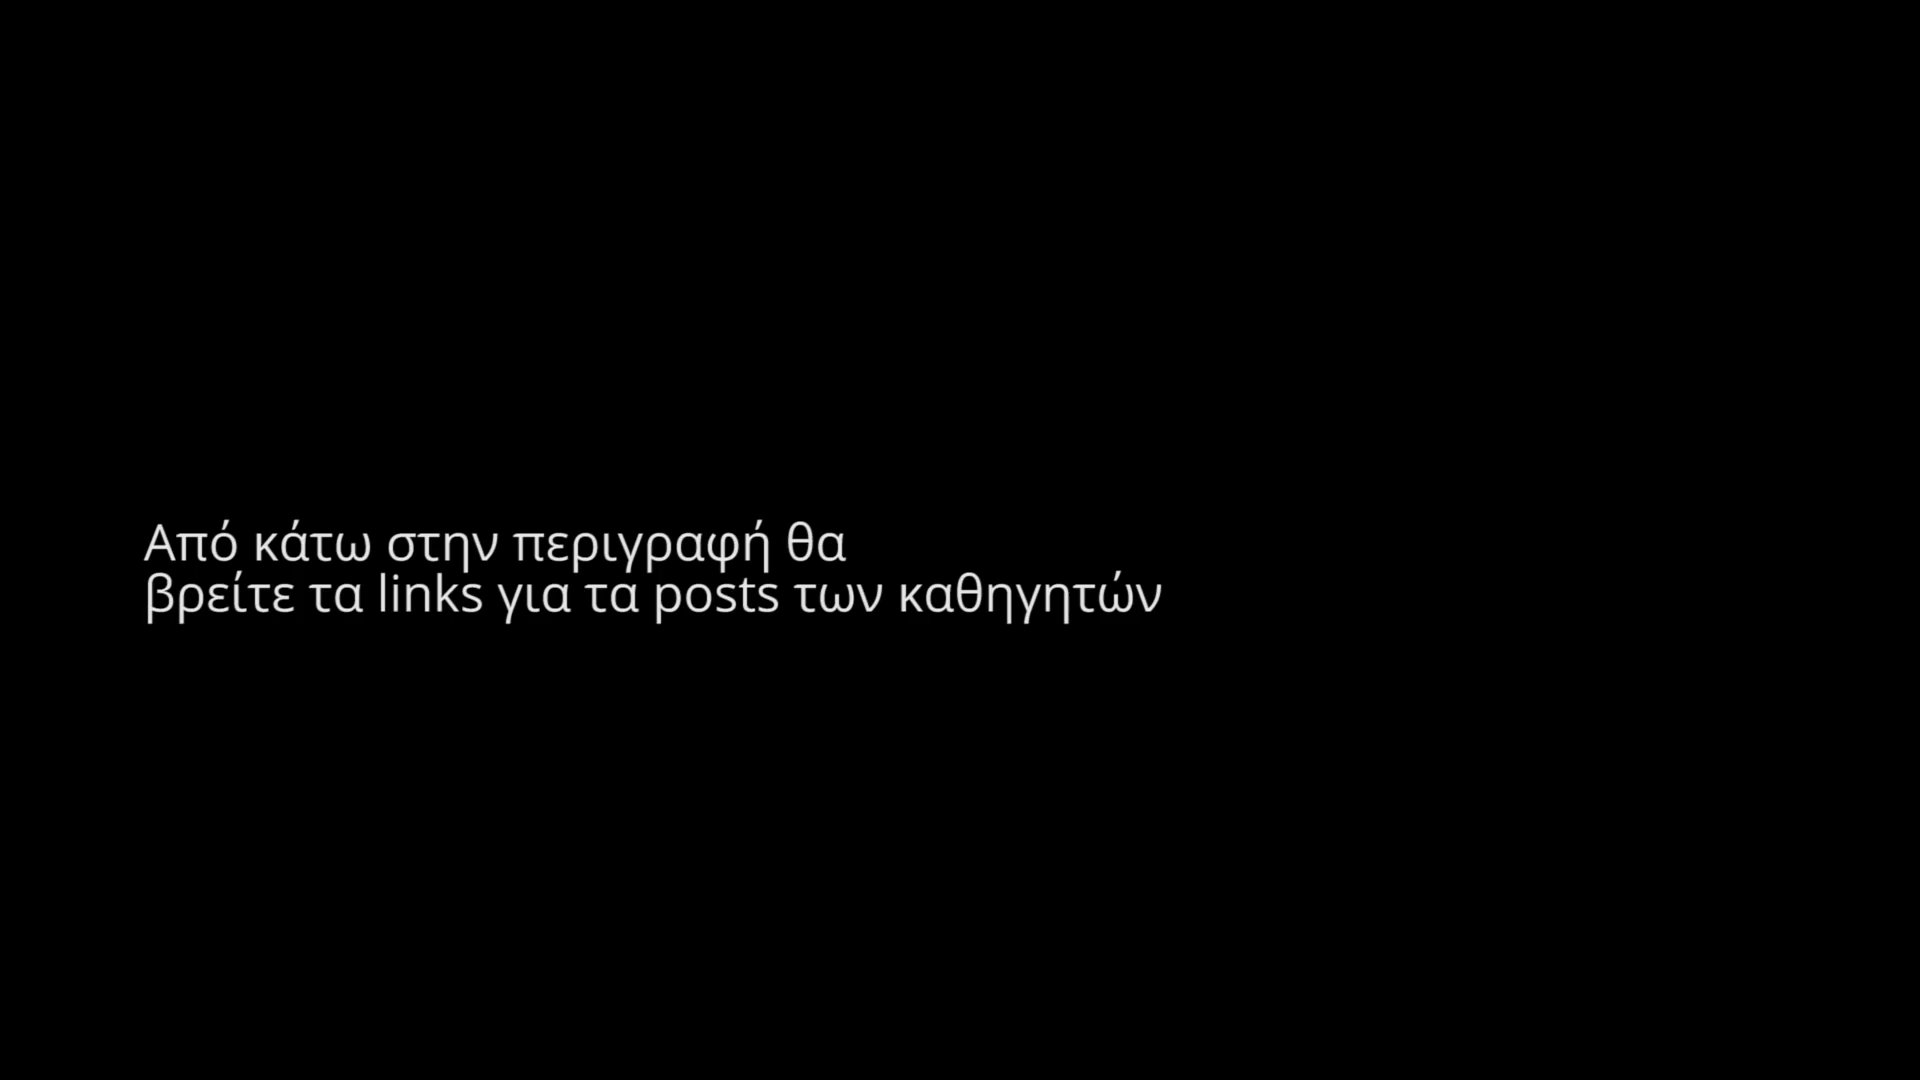 Από κάτω στην περιγραφή θα
βρείτε τα links για τα posts των καθηγητών